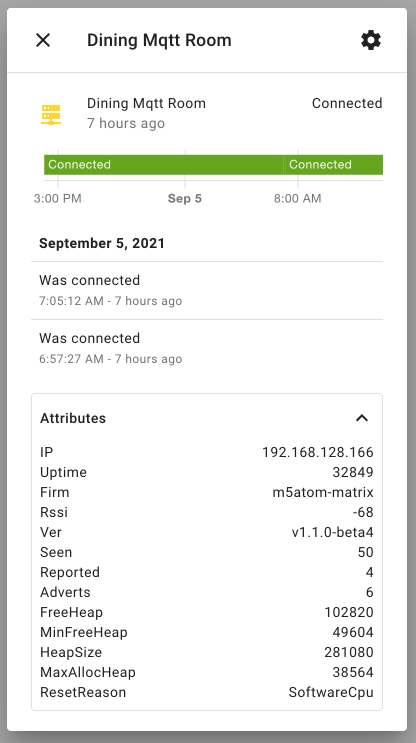 Dining Mqtt Room
Dining Mqtt Room Connected
7 hours ago
Connected Connected
3:00 PM Sep 5 8:00 AM
September 5, 2021
Was connected
7:05:12 AM - 7 hours ago
Was connected
6:57:27 AM - 7 hours ago
Attributes
IP 192.168.128.166
Uptime 32849
Firm m5atom-matrix
Rssi -68
Ver v1.1.0-beta4
Seen 50
Reported 4
Adverts 6
FreeHeap 102820
MinFreeHeap 49604
HeapSize 281080
MaxAllocHeap 38564
ResetReason SoftwareCpu